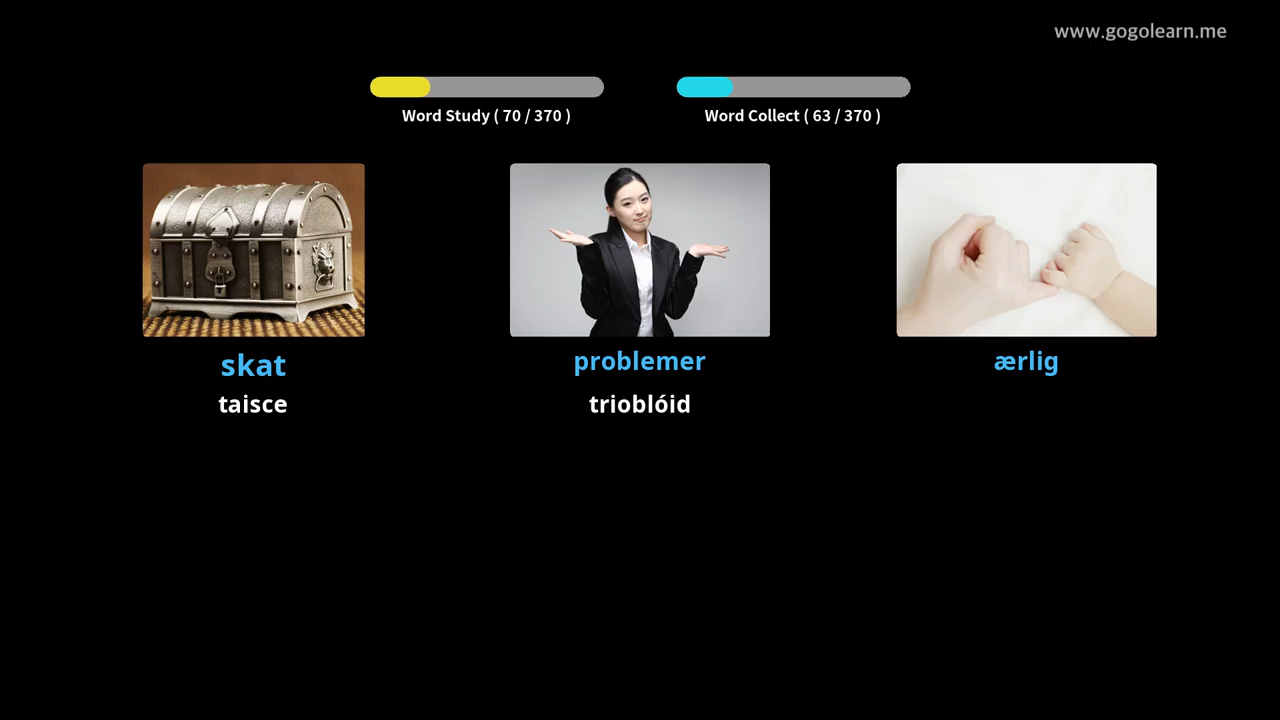 www.gogolearn.me
Word Study ( 70 / 370 )
Word Collect ( 63 / 370 )
skat
problemer
ærlig
taisce
trioblóid